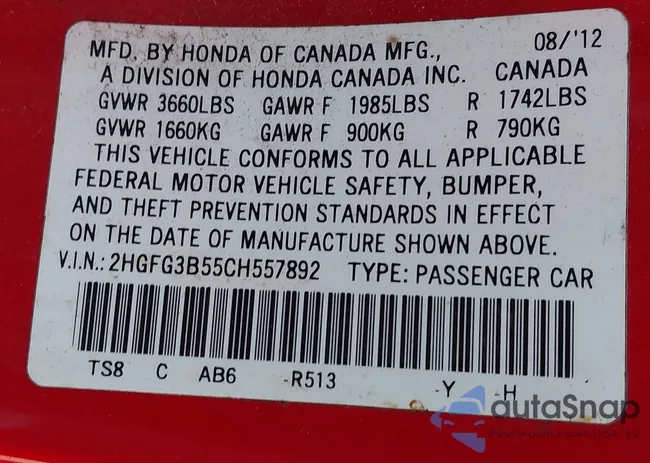 MFD. BY HONDA OF CANADA MFG., 08/'12
A DIVISION OF HONDA CANADA INC. CANADA
GVWR 3660LBS GAWR F 1985LBS R 1742LBS
GVWR 1660KG GAWR F 900KG R 790KG
THIS VEHICLE CONFORMS TO ALL APPLICABLE
FEDERAL MOTOR VEHICLE SAFETY, BUMPER,
AND THEFT PREVENTION STANDARDS IN EFFECT
ON THE DATE OF MANUFACTURE SHOWN ABOVE.
V.I.N.: 2HGFG3B55CH557892 TYPE: PASSENGER CAR
TS8 C AB6 -R513 -Y -H
autoSnap